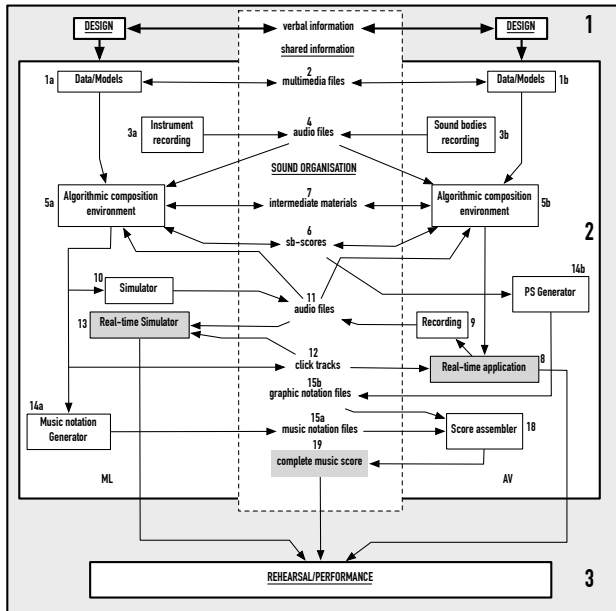 DESIGN
verbal information
DESIGN
1
shared information
1a
Data/Models
2
multimedia files
Data/Models
1b
3a
Instrument
recording
4
audio files
Sound bodies
recording
3b
SOUND ORGANISATION
5a
Algorithmic composition
environment
7
intermediate materials
Algorithmic composition
environment
5b
6
sb-scores
2
10
Simulator
11
audio files
14b
PS Generator
13
Real-time Simulator
Recording
9
12
click tracks
Real-time application
8
15b
graphic notation files
14a
Music notation
Generator
15a
music notation files
Score assembler
18
19
complete music score
ML
AV
REHEARSAL/PERFORMANCE
3